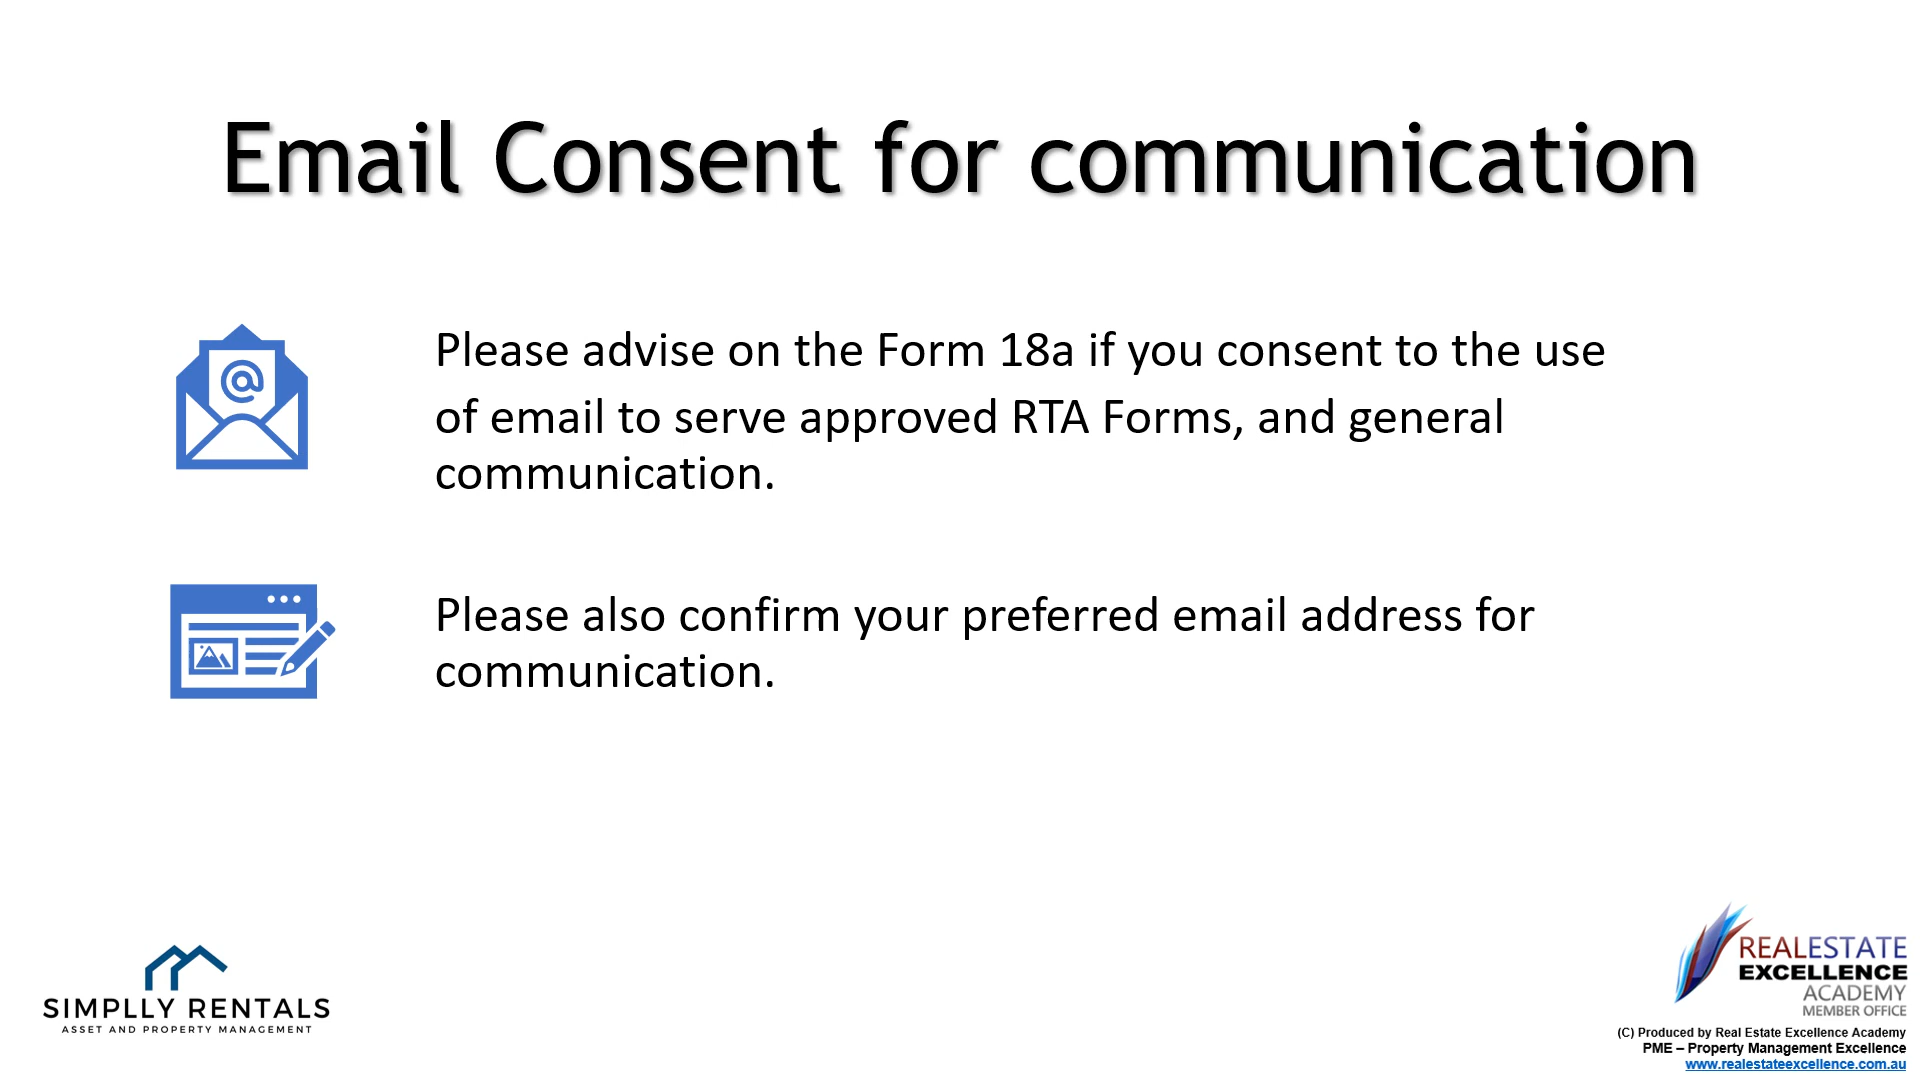 Email Consent for communication
Please advise on the Form 18a if you consent to the use
of email to serve approved RTA Forms, and general
communication.
Please also confirm your preferred email address for
communication.
SIMPLLY RENTALS
ASSET AND PROPERTY MANAGEMENT
REALESTATE
EXCELLENCE
ACADEMY
MEMBER OFFICE
(C) Produced by Real Estate Excellence Academy
PME – Property Management Excellence
www.realestateexcellence.com.au